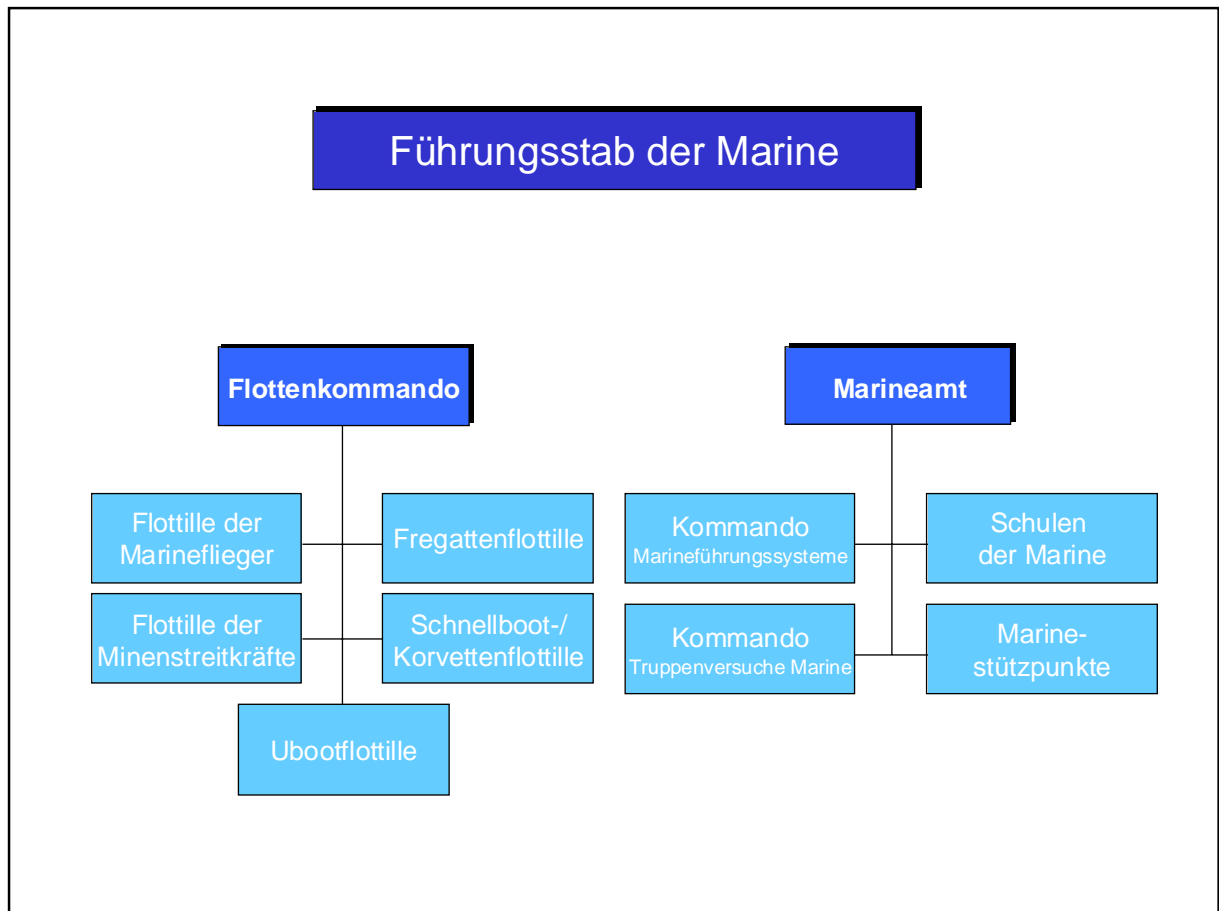 Führungsstab der Marine
Flottenkommando
Marineamt
Flottille der
Marineflieger
Fregattenflottille
Kommando
Marineführungssysteme
Schulen
der Marine
Flottille der
Minenstreitkräfte
Schnellboot-/
Korvettenflottille
Kommando
Truppenversuche Marine
Marine-
stützpunkte
Ubootflottille